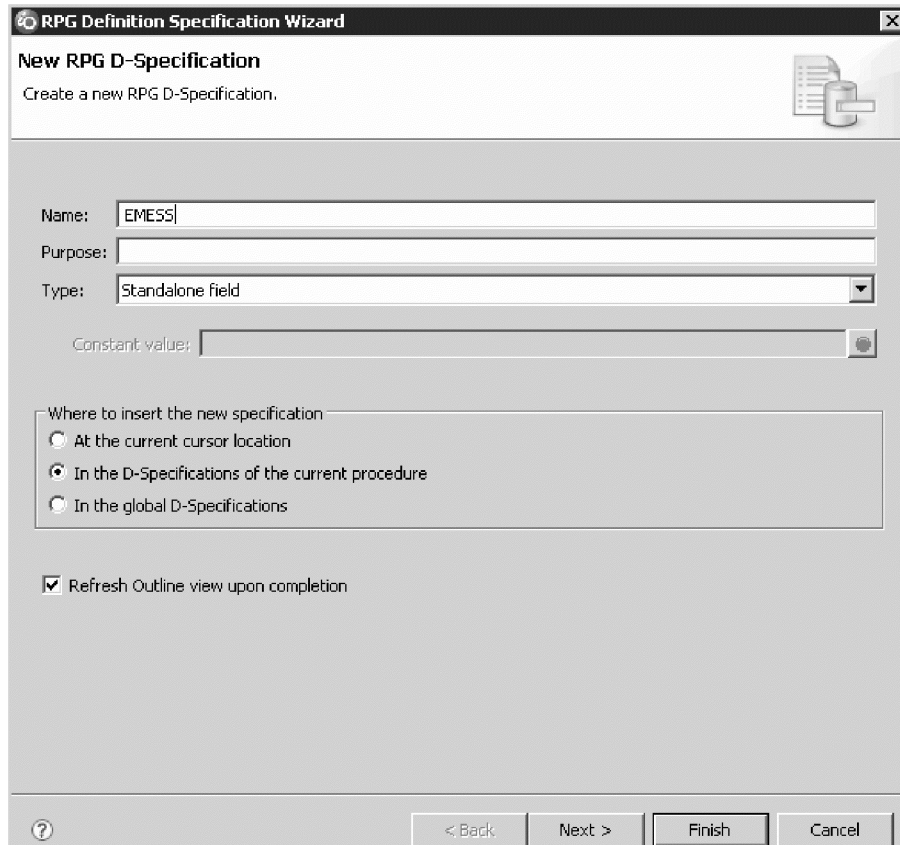 RPG Definition Specification Wizard
New RPG D-Specification
Create a new RPG D-Specification.
Name: EMESS
Purpose:
Type: Standalone field
Constant value:
Where to insert the new specification
At the current cursor location
In the D-Specifications of the current procedure
In the global D-Specifications
Refresh Outline view upon completion
? < Back Next > Finish Cancel